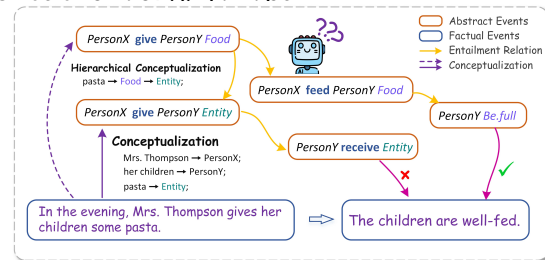 PersonX give PersonY Food
???
Abstract Events
Factual Events
Entailment Relation
Conceptualization
Hierarchical Conceptualization
pasta → Food → Entity;
PersonX feed PersonY Food
PersonX give PersonY Entity
PersonY Be.full
Conceptualization
Mrs. Thompson → PersonX;
her children → PersonY;
pasta → Entity;
PersonY receive Entity
In the evening, Mrs. Thompson gives her
children some pasta.
The children are well-fed.